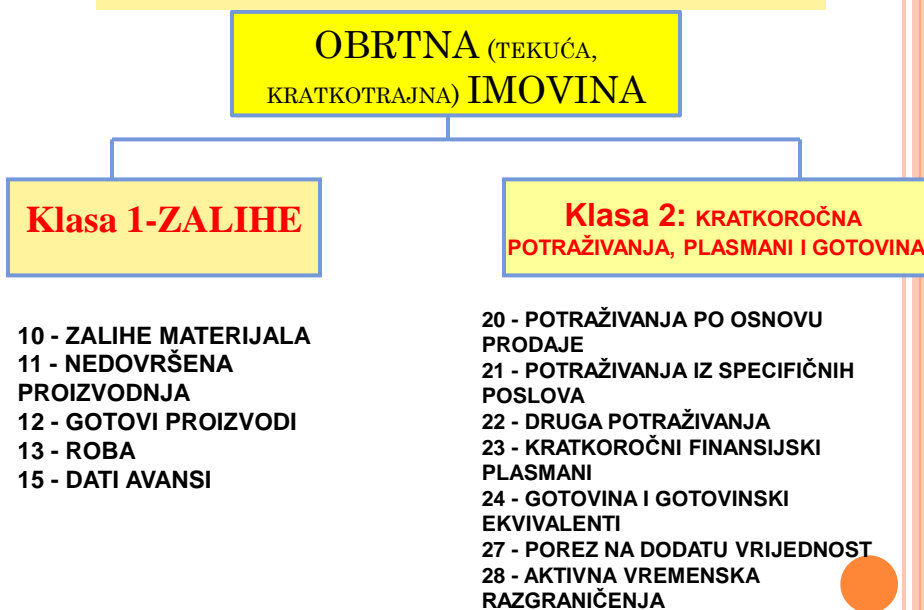 OBRTNA (TEKUĆA,
KRATKOTRAJNA) IMOVINA
Klasa 1-ZALIHE
10 - ZALIHE MATERIJALA
11 - NEDOVRŠENA
PROIZVODNJA
12 - GOTOVI PROIZVODI
13 - ROBA
15 - DATI AVANSI
Klasa 2: KRATKOROČNA
POTRAŽIVANJA, PLASMANI I GOTOVINA
20 - POTRAŽIVANJA PO OSNOVU
PRODAJE
21 - POTRAŽIVANJA IZ SPECIFIČNIH
POSLOVA
22 - DRUGA POTRAŽIVANJA
23 - KRATKOROČNI FINANSIJSKI
PLASMANI
24 - GOTOVINA I GOTOVINSKI
EKVIVALENTI
27 - POREZ NA DODATU VRIJEDNOST
28 - AKTIVNA VREMENSKA
RAZGRANIČENJA